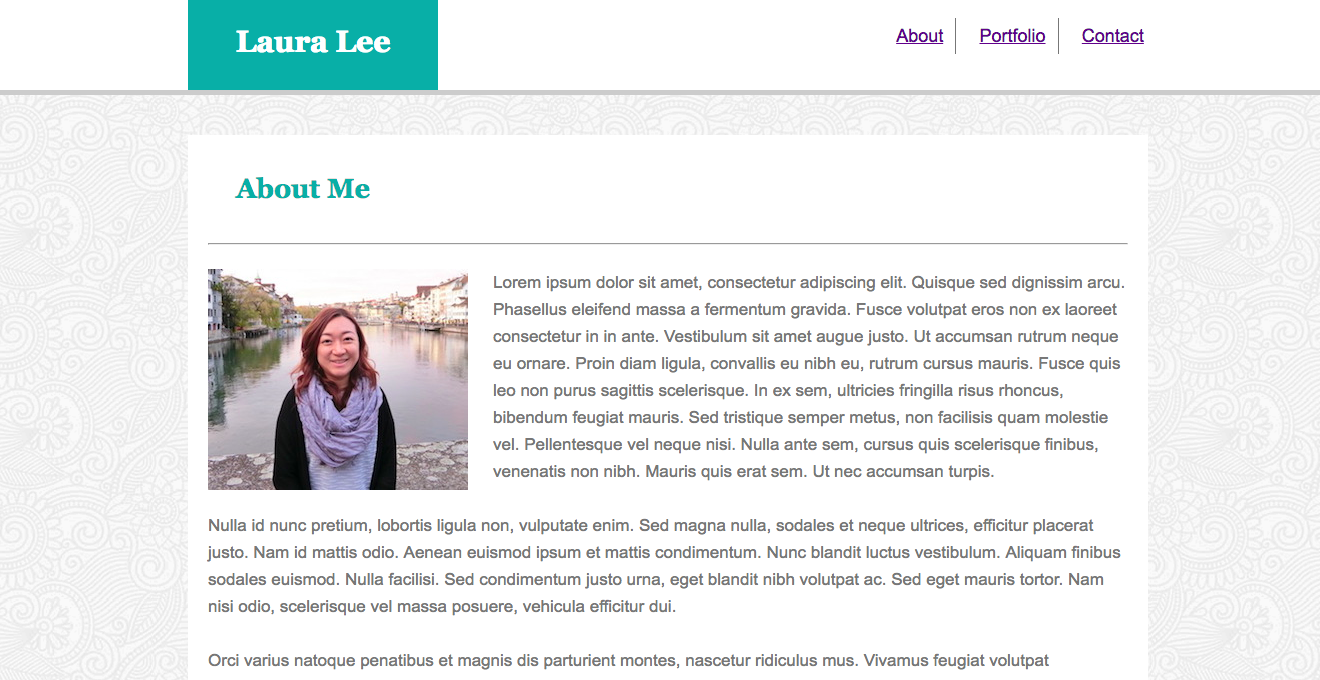 Laura Lee
About
Portfolio
Contact
About Me
Lorem ipsum dolor sit amet, consectetur adipiscing elit. Quisque sed dignissim arcu.
Phasellus eleifend massa a fermentum gravida. Fusce volutpat eros non ex laoreet
consectetur in in ante. Vestibulum sit amet augue justo. Ut accumsan rutrum neque
eu ornare. Proin diam ligula, convallis eu nibh eu, rutrum cursus mauris. Fusce quis
leo non purus sagittis scelerisque. In ex sem, ultricies fringilla risus rhoncus,
bibendum feugiat mauris. Sed tristique semper metus, non facilisis quam molestie
vel. Pellentesque vel neque nisi. Nulla ante sem, cursus quis scelerisque finibus,
venenatis non nibh. Mauris quis erat sem. Ut nec accumsan turpis.
Nulla id nunc pretium, lobortis ligula non, vulputate enim. Sed magna nulla, sodales et neque ultrices, efficitur placerat
justo. Nam id mattis odio. Aenean euismod ipsum et mattis condimentum. Nunc blandit luctus vestibulum. Aliquam finibus
sodales euismod. Nulla facilisi. Sed condimentum justo urna, eget blandit nibh volutpat ac. Sed eget mauris tortor. Nam
nisi odio, scelerisque vel massa posuere, vehicula efficitur dui.
Orci varius natoque penatibus et magnis dis parturient montes, nascetur ridiculus mus. Vivamus feugiat volutpat